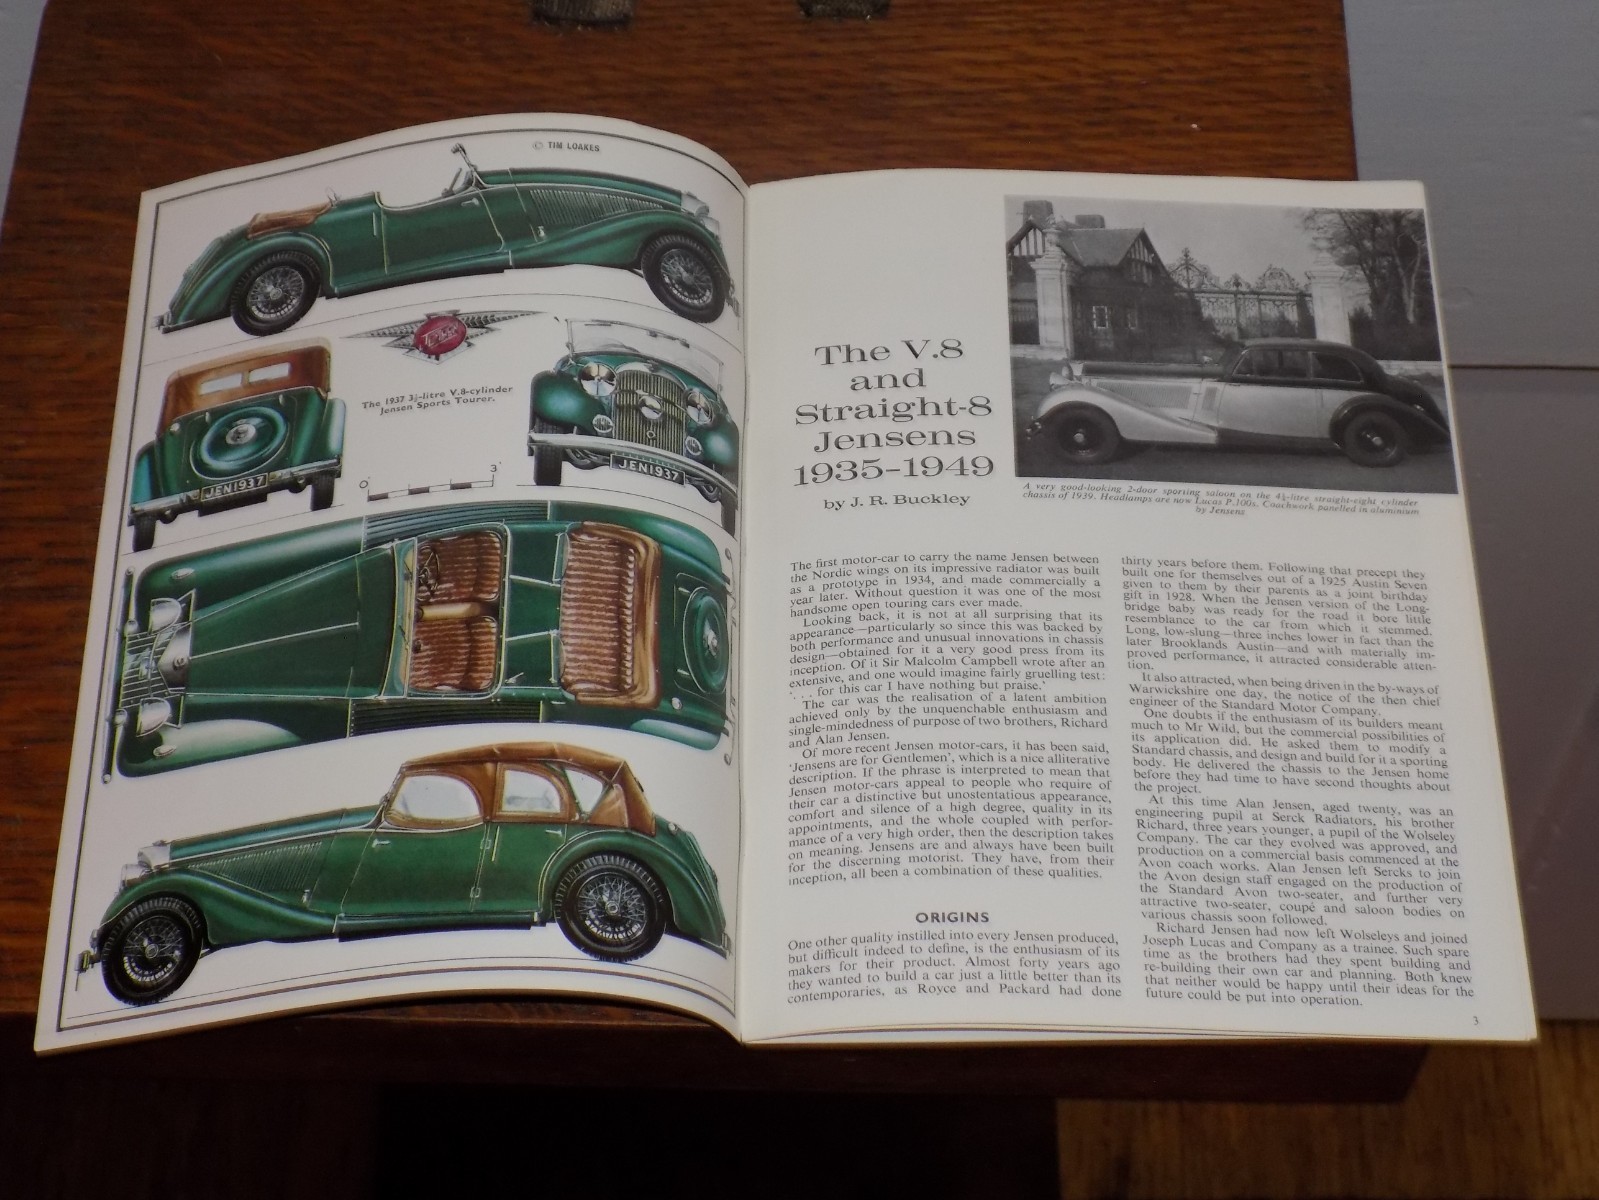 © TIM LOAKES
Jensen
The 1937 3½-litre V.8-cylinder
Jensen Sports Tourer.
JEN1937
JEN1937
0'
3'
The V.8
and
Straight-8
Jensens
1935-1949
by J. R. Buckley
A very good-looking 2-door sporting saloon on the 4¼-litre straight-eight cylinder
chassis of 1939. Headlamps are now Lucas P.100s. Coachwork panelled in aluminium
by Jensens
The first motor-car to carry the name Jensen between
the Nordic wings on its impressive radiator was built
as a prototype in 1934, and made commercially a
year later. Without question it was one of the most
handsome open touring cars ever made.
Looking back, it is not at all surprising that its
appearance—particularly so since this was backed by
both performance and unusual innovations in chassis
design—obtained for it a very good press from its
inception. Of it Sir Malcolm Campbell wrote after an
extensive, and one would imagine fairly gruelling test:
'. . . for this car I have nothing but praise.'
The car was the realisation of a latent ambition
achieved only by the unquenchable enthusiasm and
single-mindedness of purpose of two brothers, Richard
and Alan Jensen.
Of more recent Jensen motor-cars, it has been said,
'Jensens are for Gentlemen', which is a nice alliterative
description. If the phrase is interpreted to mean that
Jensen motor-cars appeal to people who require of
their car a distinctive but unostentatious appearance,
comfort and silence of a high degree, quality in its
appointments, and the whole coupled with perfor-
mance of a very high order, then the description takes
on meaning. Jensens are and always have been built
for the discerning motorist. They have, from their
inception, all been a combination of these qualities.
ORIGINS
One other quality instilled into every Jensen produced,
but difficult indeed to define, is the enthusiasm of its
makers for their product. Almost forty years ago
they wanted to build a car just a little better than its
contemporaries, as Royce and Packard had done
thirty years before them. Following that precept they
built one for themselves out of a 1925 Austin Seven
given to them by their parents as a joint birthday
gift in 1928. When the Jensen version of the Long-
bridge baby was ready for the road it bore little
resemblance to the car from which it stemmed.
Long, low-slung—three inches lower in fact than the
later Brooklands Austin—and with materially im-
proved performance, it attracted considerable atten-
tion.
It also attracted, when being driven in the by-ways of
Warwickshire one day, the notice of the then chief
engineer of the Standard Motor Company.
One doubts if the enthusiasm of its builders meant
much to Mr Wild, but the commercial possibilities of
its application did. He asked them to modify a
Standard chassis, and design and build for it a sporting
body. He delivered the chassis to the Jensen home
before they had time to have second thoughts about
the project.
At this time Alan Jensen, aged twenty, was an
engineering pupil at Serck Radiators, his brother
Richard, three years younger, a pupil of the Wolseley
Company. The car they evolved was approved, and
production on a commercial basis commenced at the
Avon coach works. Alan Jensen left Sercks to join
the Avon design staff engaged on the production of
the Standard Avon two-seater, and further very
attractive two-seater, coupé and saloon bodies on
various chassis soon followed.
Richard Jensen had now left Wolseleys and joined
Joseph Lucas and Company as a trainee. Such spare
time as the brothers had they spent building and
re-building their own car and planning. Both knew
that neither would be happy until their ideas for the
future could be put into operation.
3